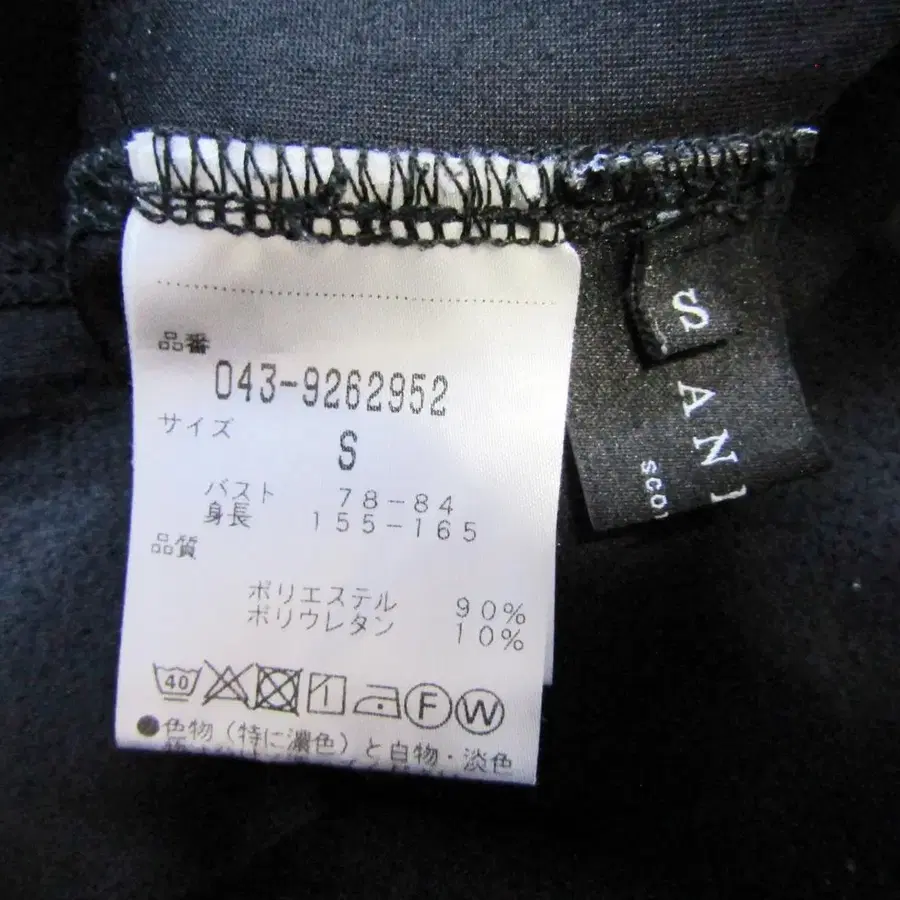 品番
043-9262952
サイズ
S
バスト 78-84
身長 155-165
品質
ポリエステル 90%
ポリウレタン 10%
40 F W
●色物(特に濃色)と白物・淡色
S
AN
SCO